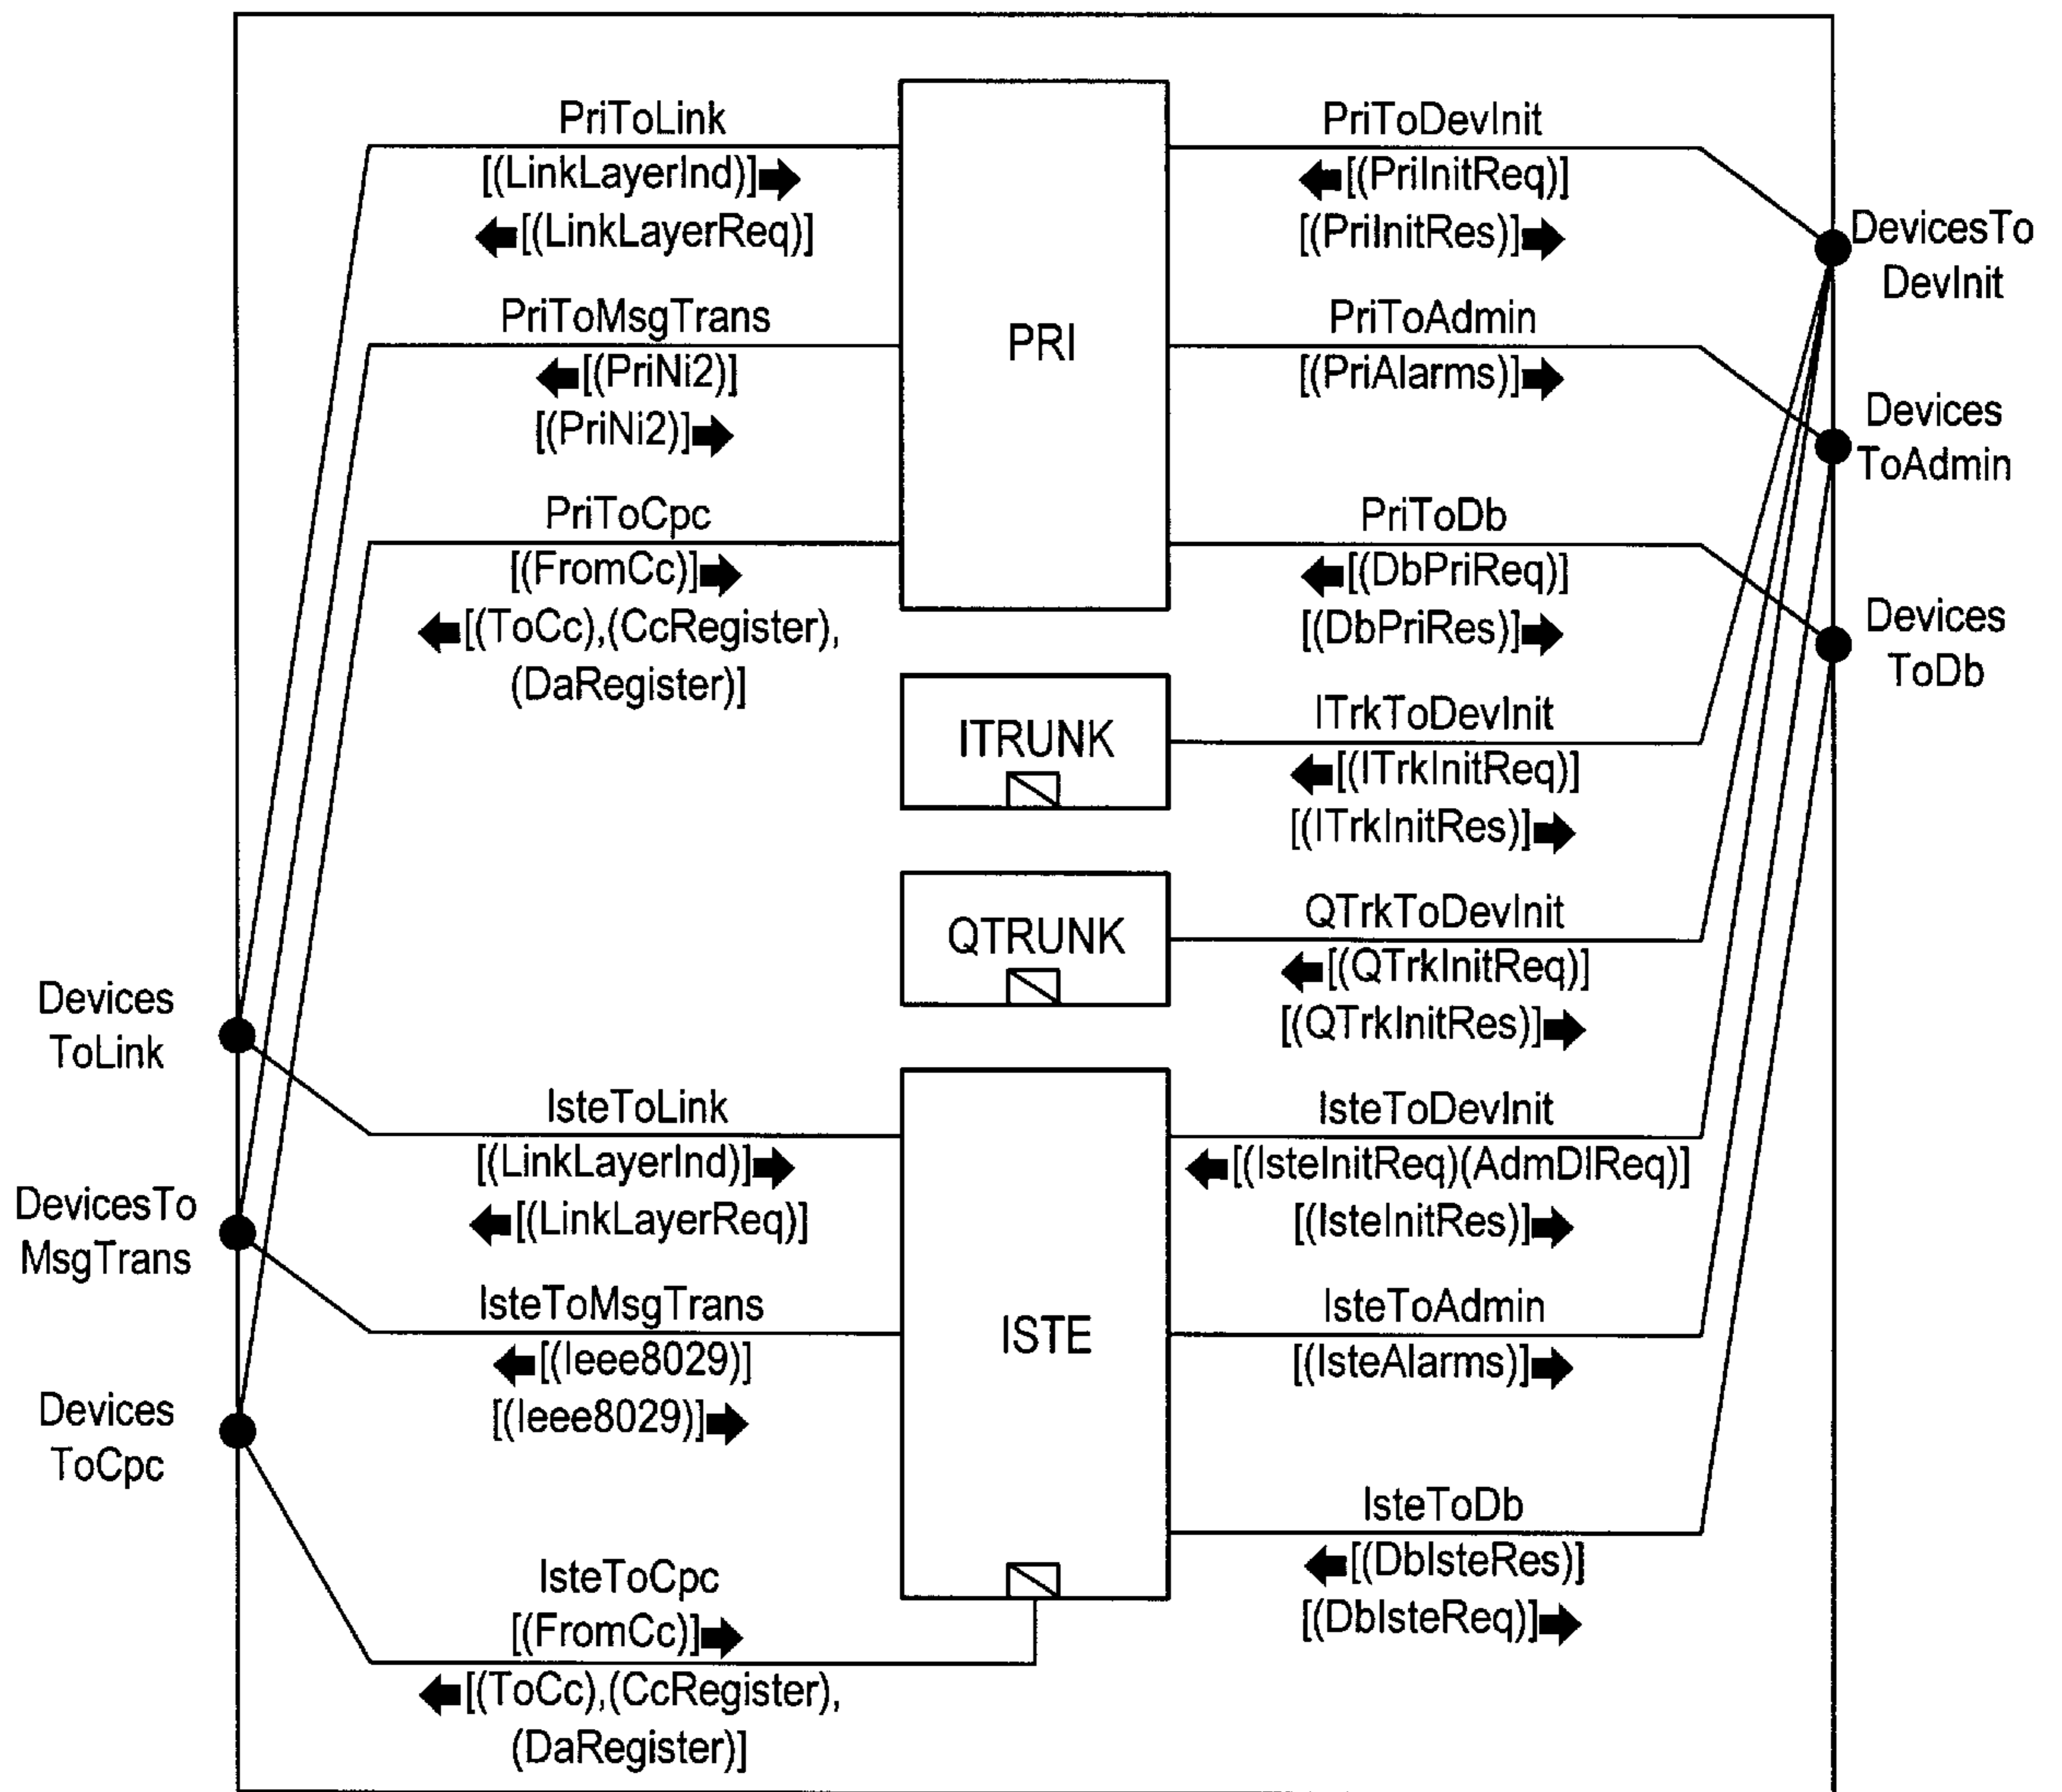 PriToLink
[(LinkLayerInd)]
[(LinkLayerReq)]
PriToMsgTrans
[(PriNi2)]
[(PriNi2)]
PriToCpc
[(FromCc)]
[(ToCc),(CcRegister),
(DaRegister)]
PRI
PriToDevInit
[(PriInitReq)]
[(PriInitRes)]
PriToAdmin
[(PriAlarms)]
PriToDb
[(DbPriReq)]
[(DbPriRes)]
DevicesTo
DevInit
Devices
ToAdmin
Devices
ToDb
ITRUNK
ITrkToDevInit
[(ITrkInitReq)]
[(ITrkInitRes)]
QTRUNK
QTrkToDevInit
[(QTrkInitReq)]
[(QTrkInitRes)]
Devices
ToLink
DevicesTo
MsgTrans
Devices
ToCpc
IsteToLink
[(LinkLayerInd)]
[(LinkLayerReq)]
IsteToMsgTrans
[(Ieee8029)]
[(Ieee8029)]
IsteToCpc
[(FromCc)]
[(ToCc),(CcRegister),
(DaRegister)]
ISTE
IsteToDevInit
[(IsteInitReq)(AdmDlReq)]
[(IsteInitRes)]
IsteToAdmin
[(IsteAlarms)]
IsteToDb
[(DbIsteRes)]
[(DbIsteReq)]